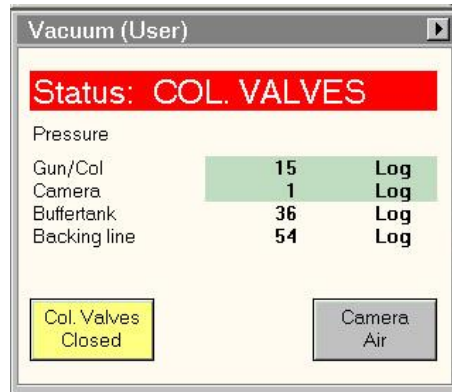 Vacuum (User)
Status: COL. VALVES
Pressure
Gun/Col 15 Log
Camera 1 Log
Buffertank 36 Log
Backing line 54 Log
Col. Valves
Closed
Camera
Air